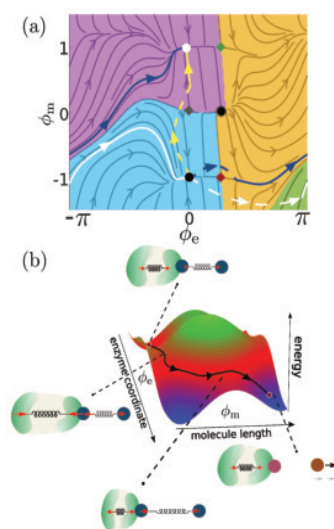 (a)
ϕm
1
0
-1
-π
0
π
ϕe
(b)
enzyme coordinate
ϕe
ϕm
molecule length
energy